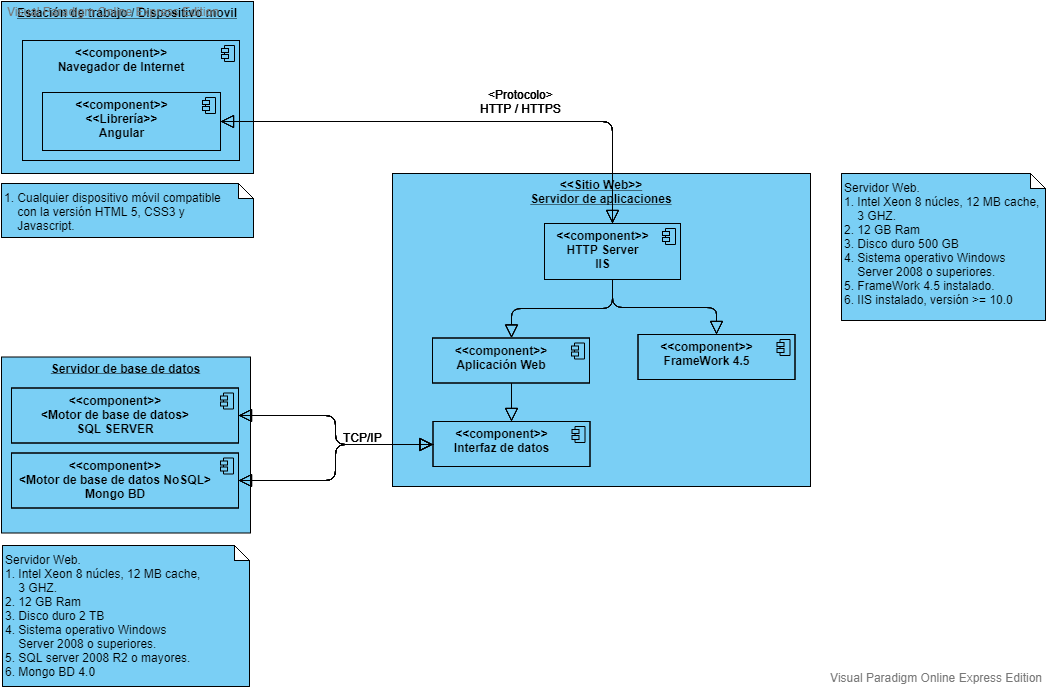 Visual Paradigm Online Express Edition
Estación de trabajo / Dispositivo movil
<<component>>
Navegador de Internet
<<component>>
<<Librería>>
Angular
1. Cualquier dispositivo móvil compatible
con la versión HTML 5, CSS3 y
Javascript.
<Protocolo>
HTTP / HTTPS
<<Sitio Web>>
Servidor de aplicaciones
<<component>>
HTTP Server
IIS
<<component>>
Aplicación Web
<<component>>
FrameWork 4.5
<<component>>
Interfaz de datos
Servidor Web.
1. Intel Xeon 8 núcles, 12 MB cache,
3 GHZ.
2. 12 GB Ram
3. Disco duro 500 GB
4. Sistema operativo Windows
Server 2008 o superiores.
5. FrameWork 4.5 instalado.
6. IIS instalado, versión >= 10.0
TCP/IP
Servidor de base de datos
<<component>>
<Motor de base de datos>
SQL SERVER
<<component>>
<Motor de base de datos NoSQL>
Mongo BD
Servidor Web.
1. Intel Xeon 8 núcles, 12 MB cache,
3 GHZ.
2. 12 GB Ram
3. Disco duro 2 TB
4. Sistema operativo Windows
Server 2008 o superiores.
5. SQL server 2008 R2 o mayores.
6. Mongo BD 4.0
Visual Paradigm Online Express Edition